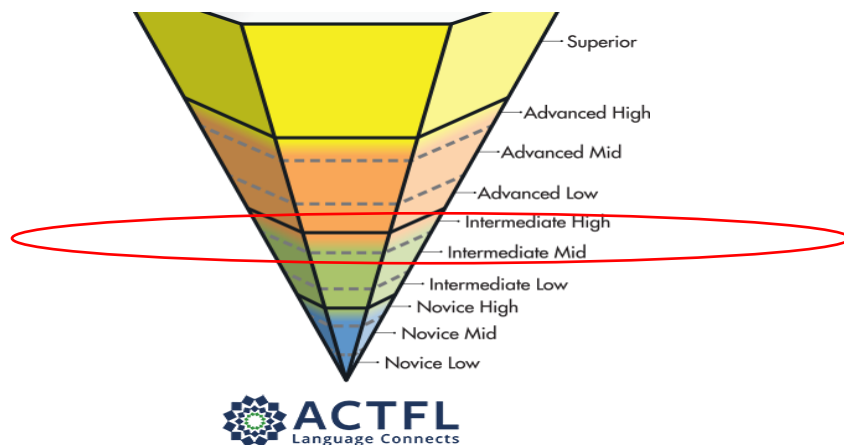 Superior
Advanced High
Advanced Mid
Advanced Low
Intermediate High
Intermediate Mid
Intermediate Low
Novice High
Novice Mid
Novice Low
ACTFL
Language Connects